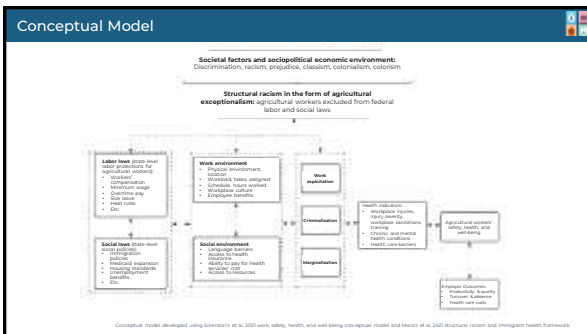 Conceptual Model
Societal factors and sociopolitical economic environment:
Discrimination, racism, prejudice, classism, colonialism, colorism
Structural racism in the form of agricultural
exceptionalism: agricultural workers excluded from federal
labor and social laws
Labor laws (state-level
labor protections for
agricultural workers):
• Workers'
compensation
• Minimum wage
• Overtime pay
• Sick leave
• Heat rules
• Etc.
Social laws (state-level
social policies):
• Immigration
policies
• Medicaid expansion
• Housing standards
• Unemployment
benefits
• Etc
Work environment
• Physical environment,
location
• Workload, tasks, assigned
• Schedule, hours worked
• Workplace culture
• Employee benefits
Social environment
• Language barriers
• Access to health
insurance
• Ability to pay for health
services' cost
• Access to resources
Work
exploitation
Criminalization
Marginalization
Health indicators:
• Workplace injuries,
injury severity,
workplace sanitations,
training
• Chronic and mental
health conditions
• Health care barriers
Agricultural workers'
safety, health, and
well-being
Employer Outcomes
• Productivity & quality
• Turnover & absence
• Health care costs
Conceptual model developed using Sorensen's et al, 2021 work, safety, health, and well-being conceptual model and Misra's et al, 2021 structural racism and immigrant health framework.